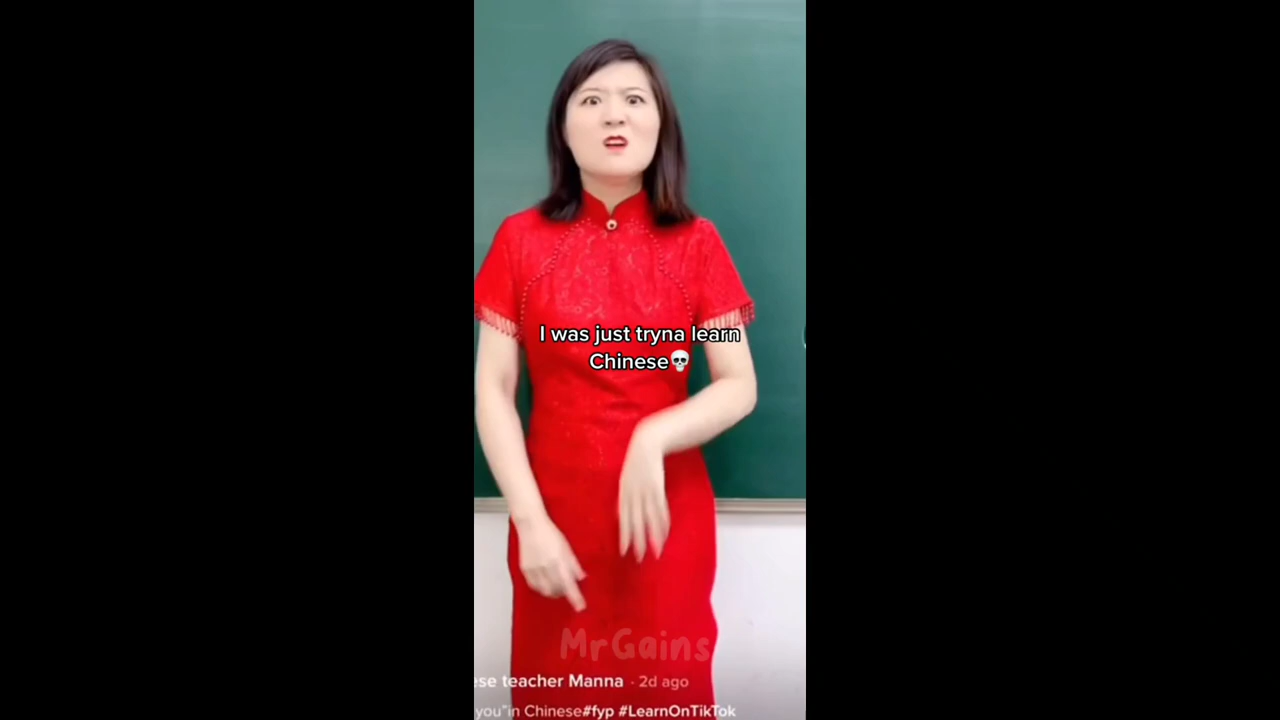 I was just tryna learn
Chinese💀
MrGains
ese teacher Manna · 2d ago
you"in Chinese#fyp #LearnOnTikTok